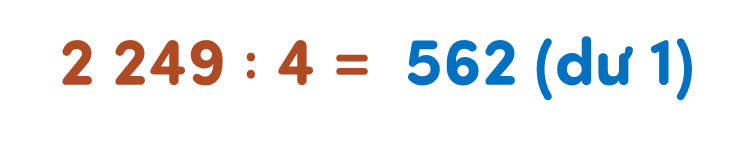 2 249 : 4 = 562 (dư 1)